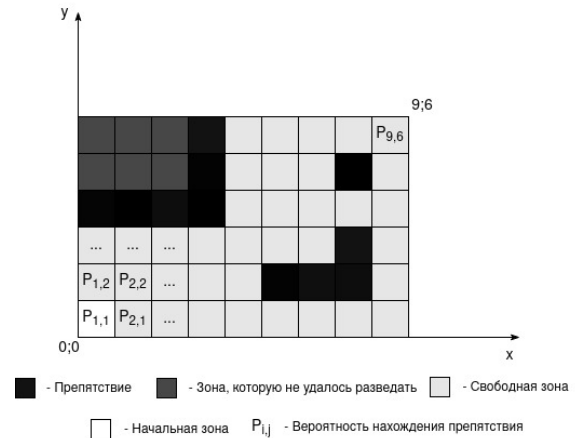 y
9;6
P9,6
... ... ...
P1,2 P2,2 ...
P1,1 P2,1 ...
0;0
x
- Препятствие - Зона, которую не удалось разведать - Свободная зона
- Начальная зона Pi,j - Вероятность нахождения препятствия